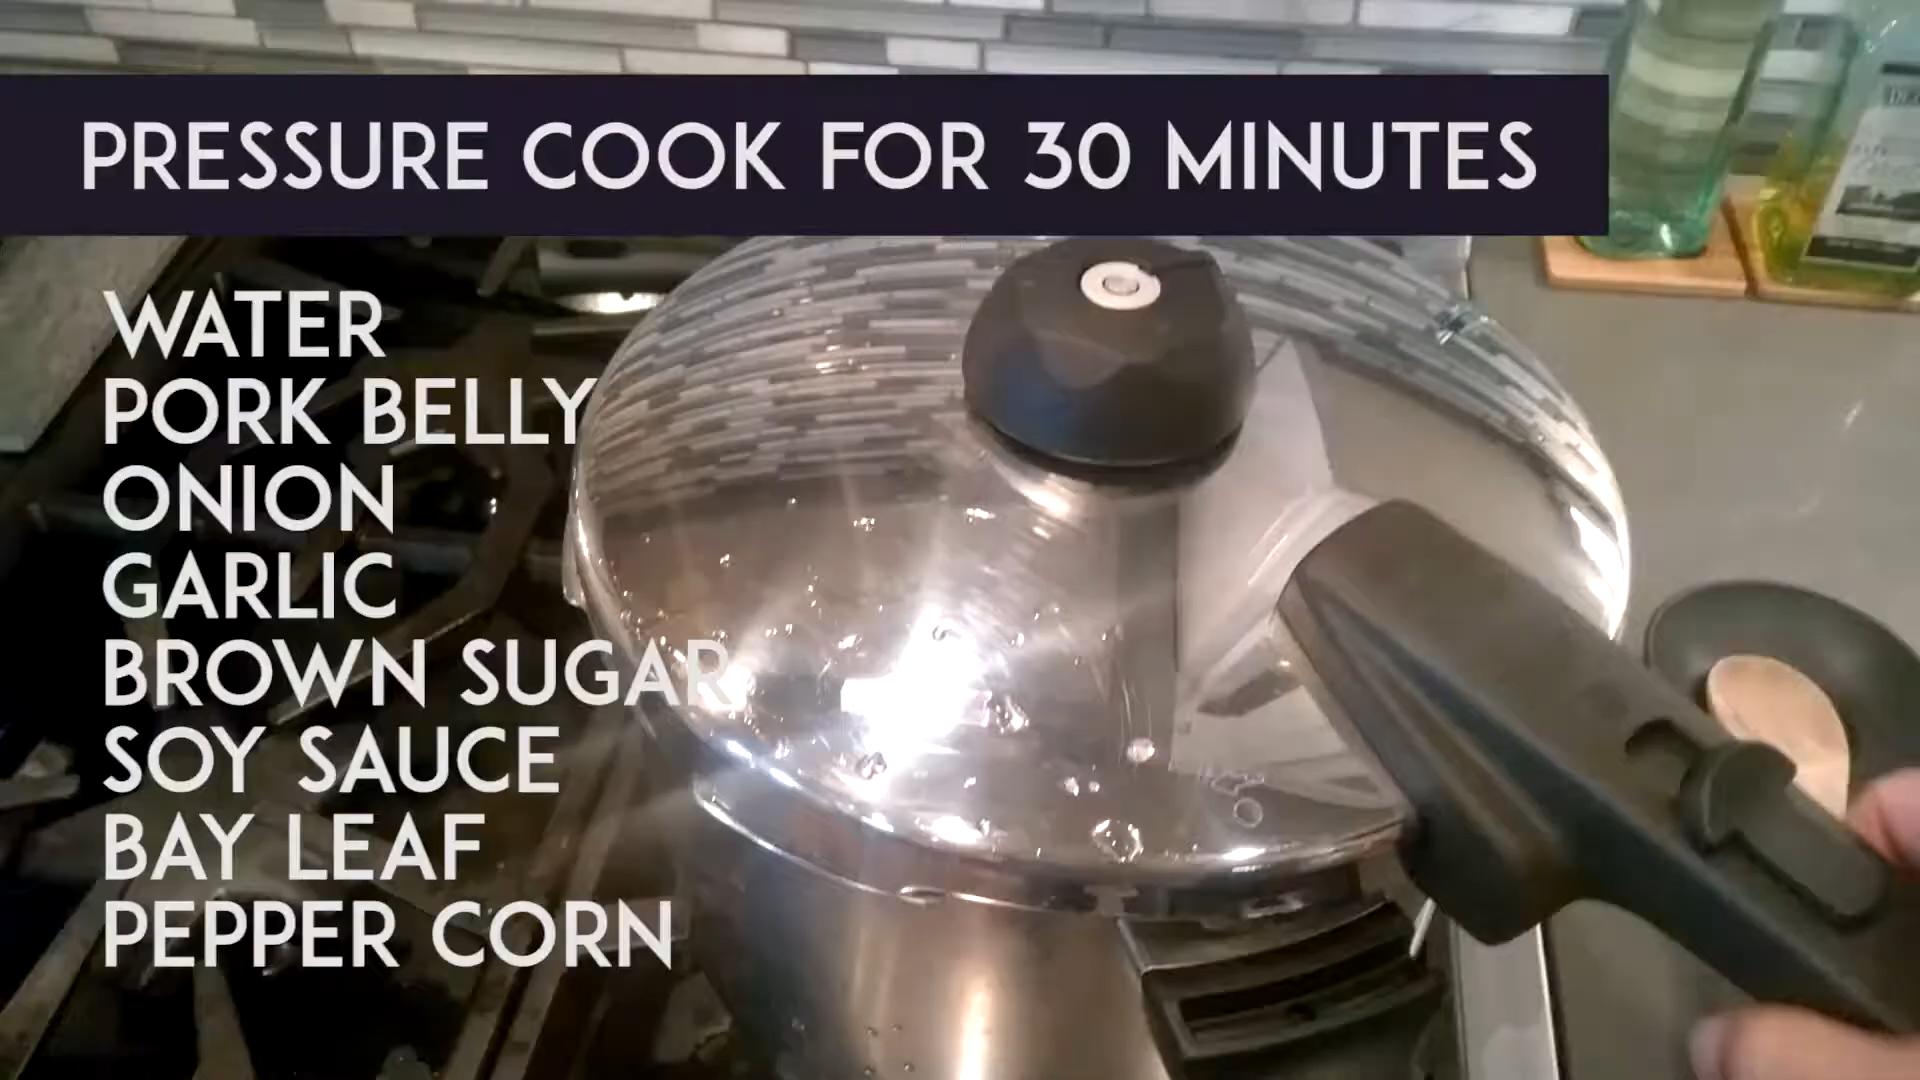 PRESSURE COOK FOR 30 MINUTES
WATER
PORK BELLY
ONION
GARLIC
BROWN SUGAR
SOY SAUCE
BAY LEAF
PEPPER CORN